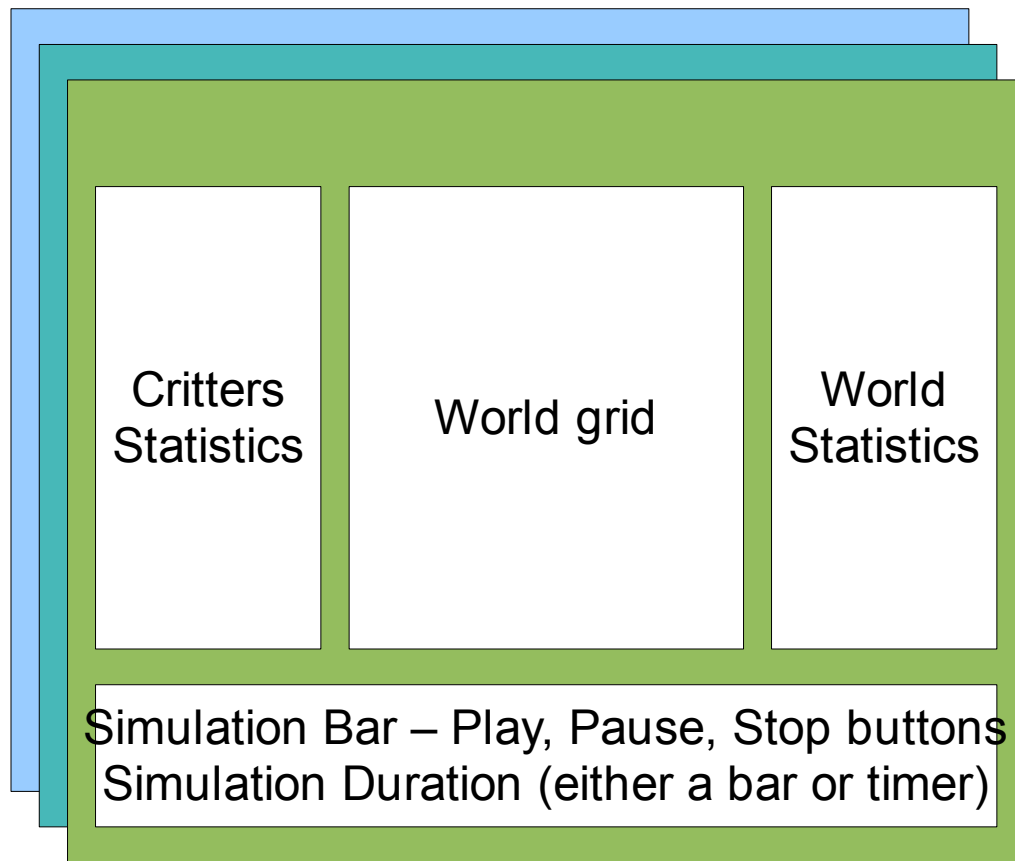 Critters
Statistics
World grid
World
Statistics
Simulation Bar – Play, Pause, Stop buttons
Simulation Duration (either a bar or timer)